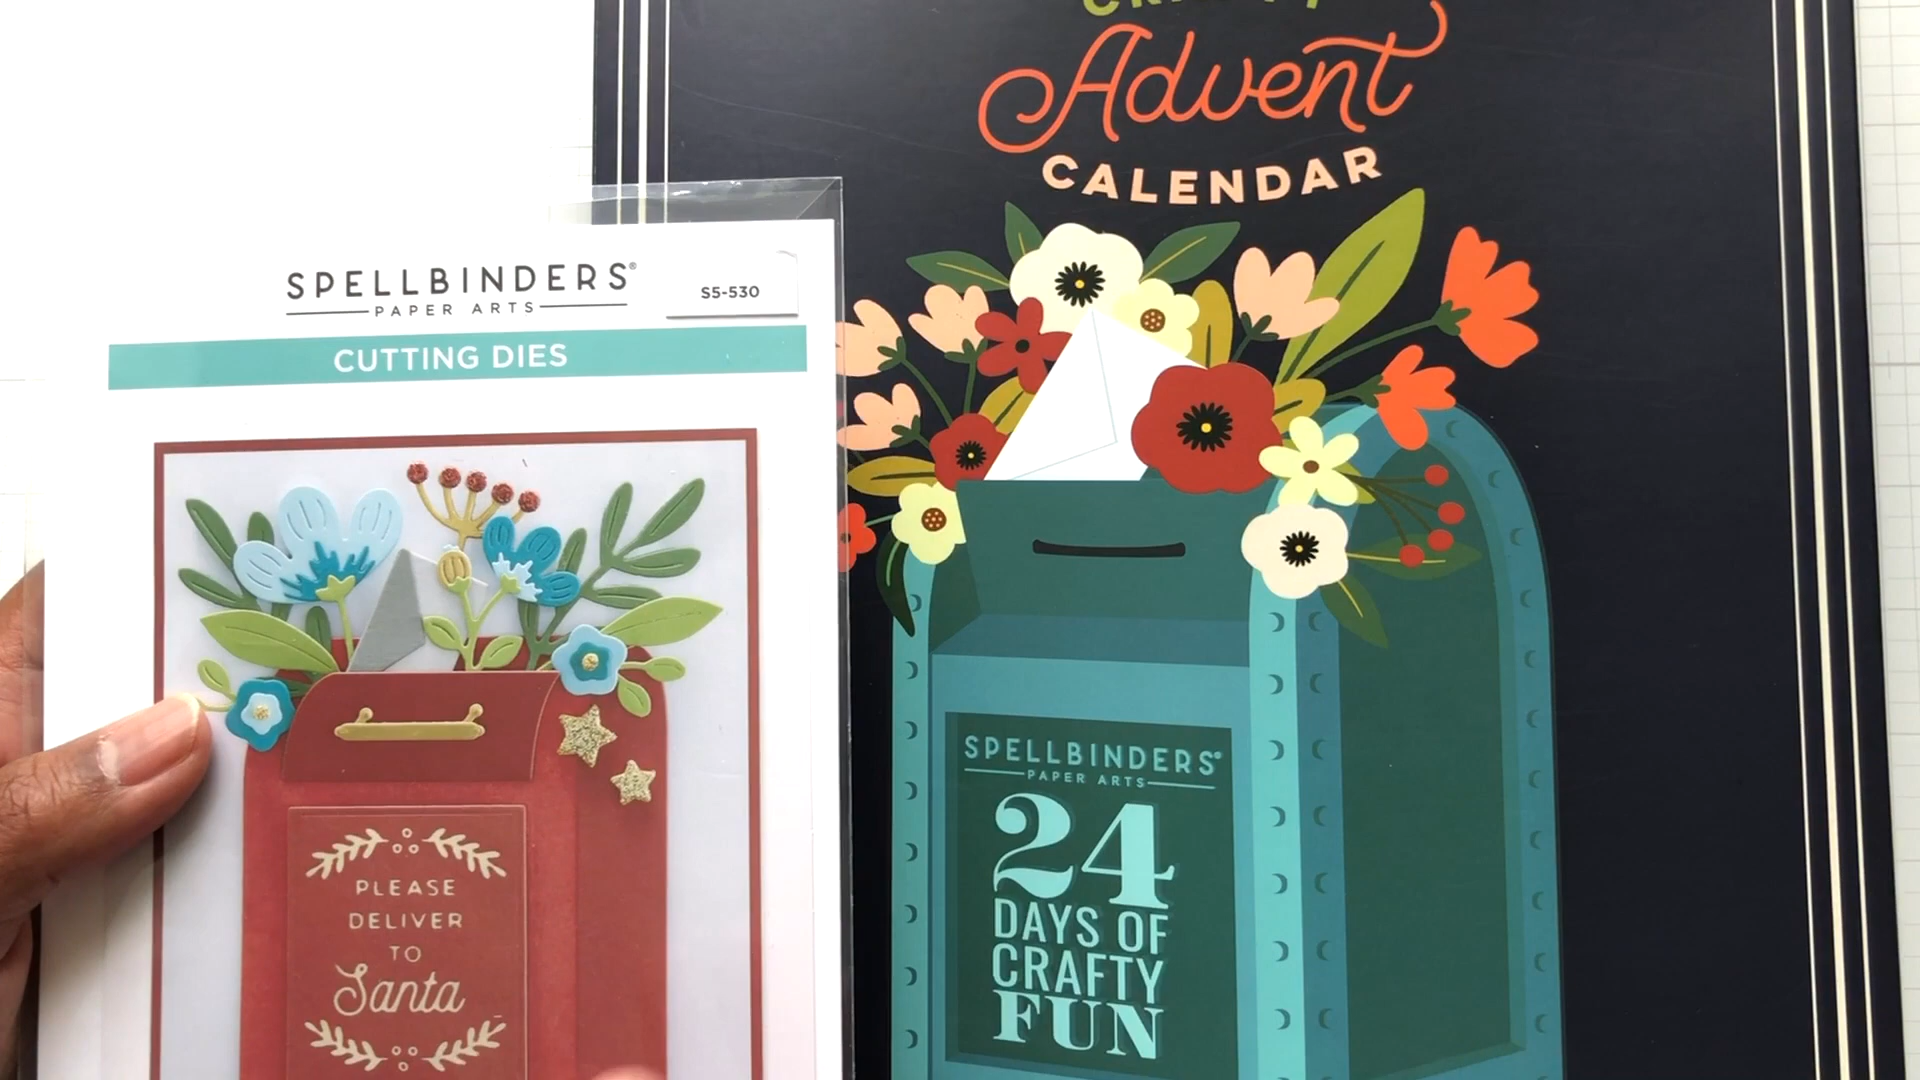 SPELLBINDERS®
PAPER ARTS
S5-530
CUTTING DIES
PLEASE
DELIVER
TO
Santa
Advent
CALENDAR
SPELLBINDERS®
PAPER ARTS
24
DAYS OF
CRAFTY
FUN